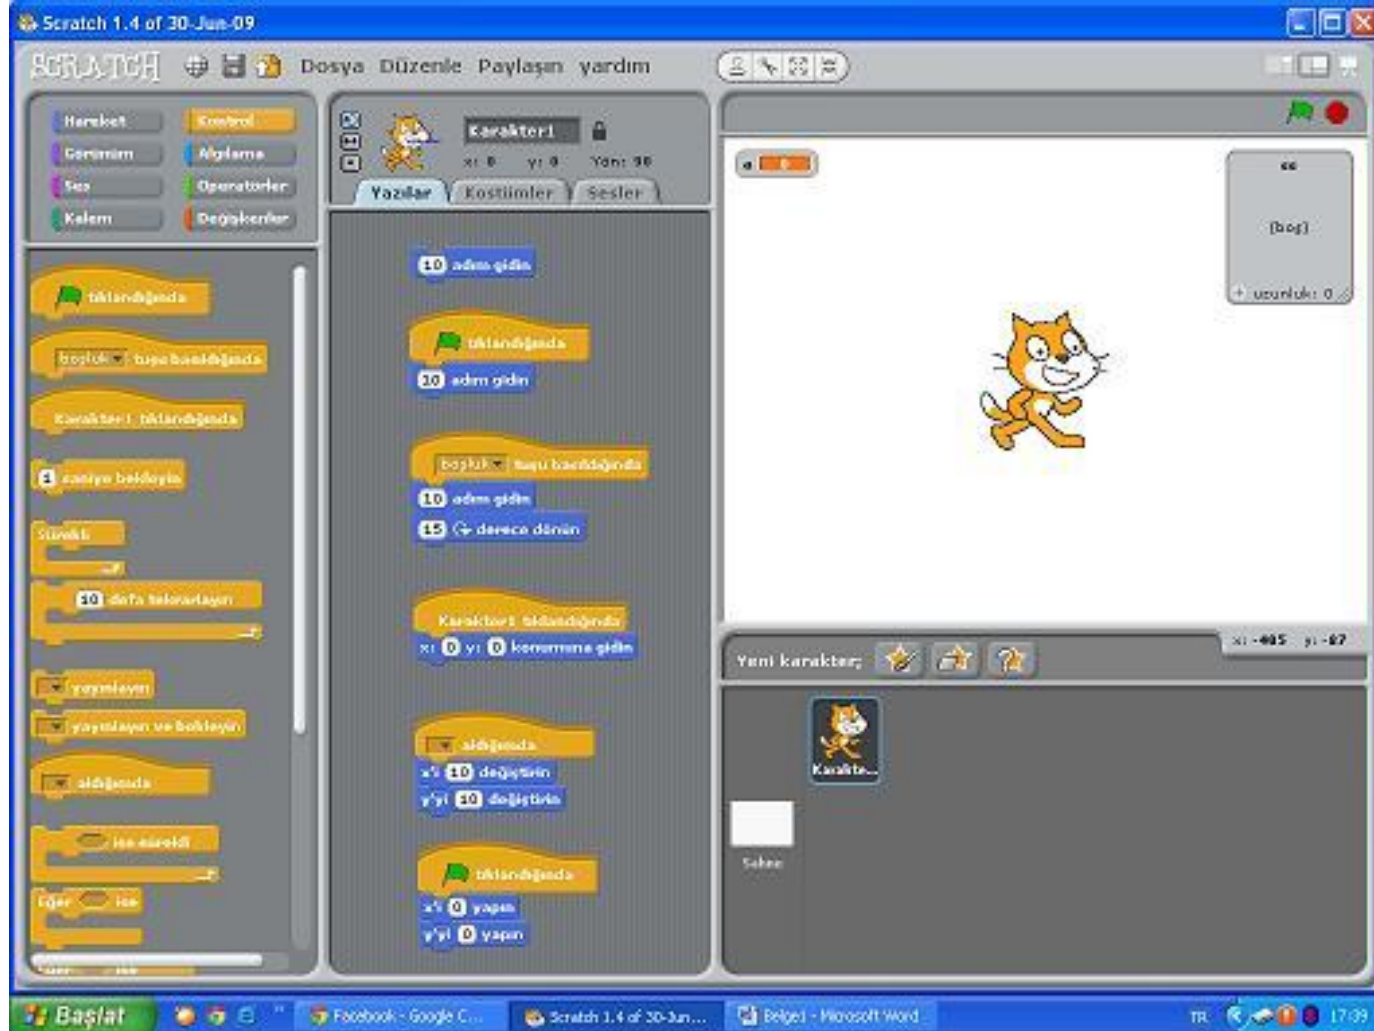 Scratch 1.4 of 30-Jun-09
SCRATCH Dosya Düzenle Paylaşın yardım
Hareket Kontrol
Görünüm Algılama
Ses Operatörler
Kalem Değişkenler
tıklandığında
boşluk tuşu basıldığında
Karakter1 tıklandığında
1 saniye bekleyin
Sürekli
10 defa tekrarlayın
yayınlayın
yayınlayın ve bekleyin
aldığında
ise sürekli
Eğer ise
ise
Karakter1
x: 0 y: 0 Yön: 90
Yazılar Kostümler Sesler
10 adım gidin
tıklandığında
10 adım gidin
boşluk tuşu basıldığında
10 adım gidin
15 derece dönün
Karakter1 tıklandığında
x: 0 y: 0 konumuna gidin
aldığında
x'i 10 değiştirin
y'yi 10 değiştirin
tıklandığında
x'i 0 yapın
y'yi 0 yapın
a 0
(boş)
+ uzunluk: 0
x: -485 y: -87
Yeni karakter:
Karakte...
Sahne
Başlat
Facebook - Google C...
Scratch 1.4 of 30-Jun...
Belge1 - Microsoft Word
TR
17:39